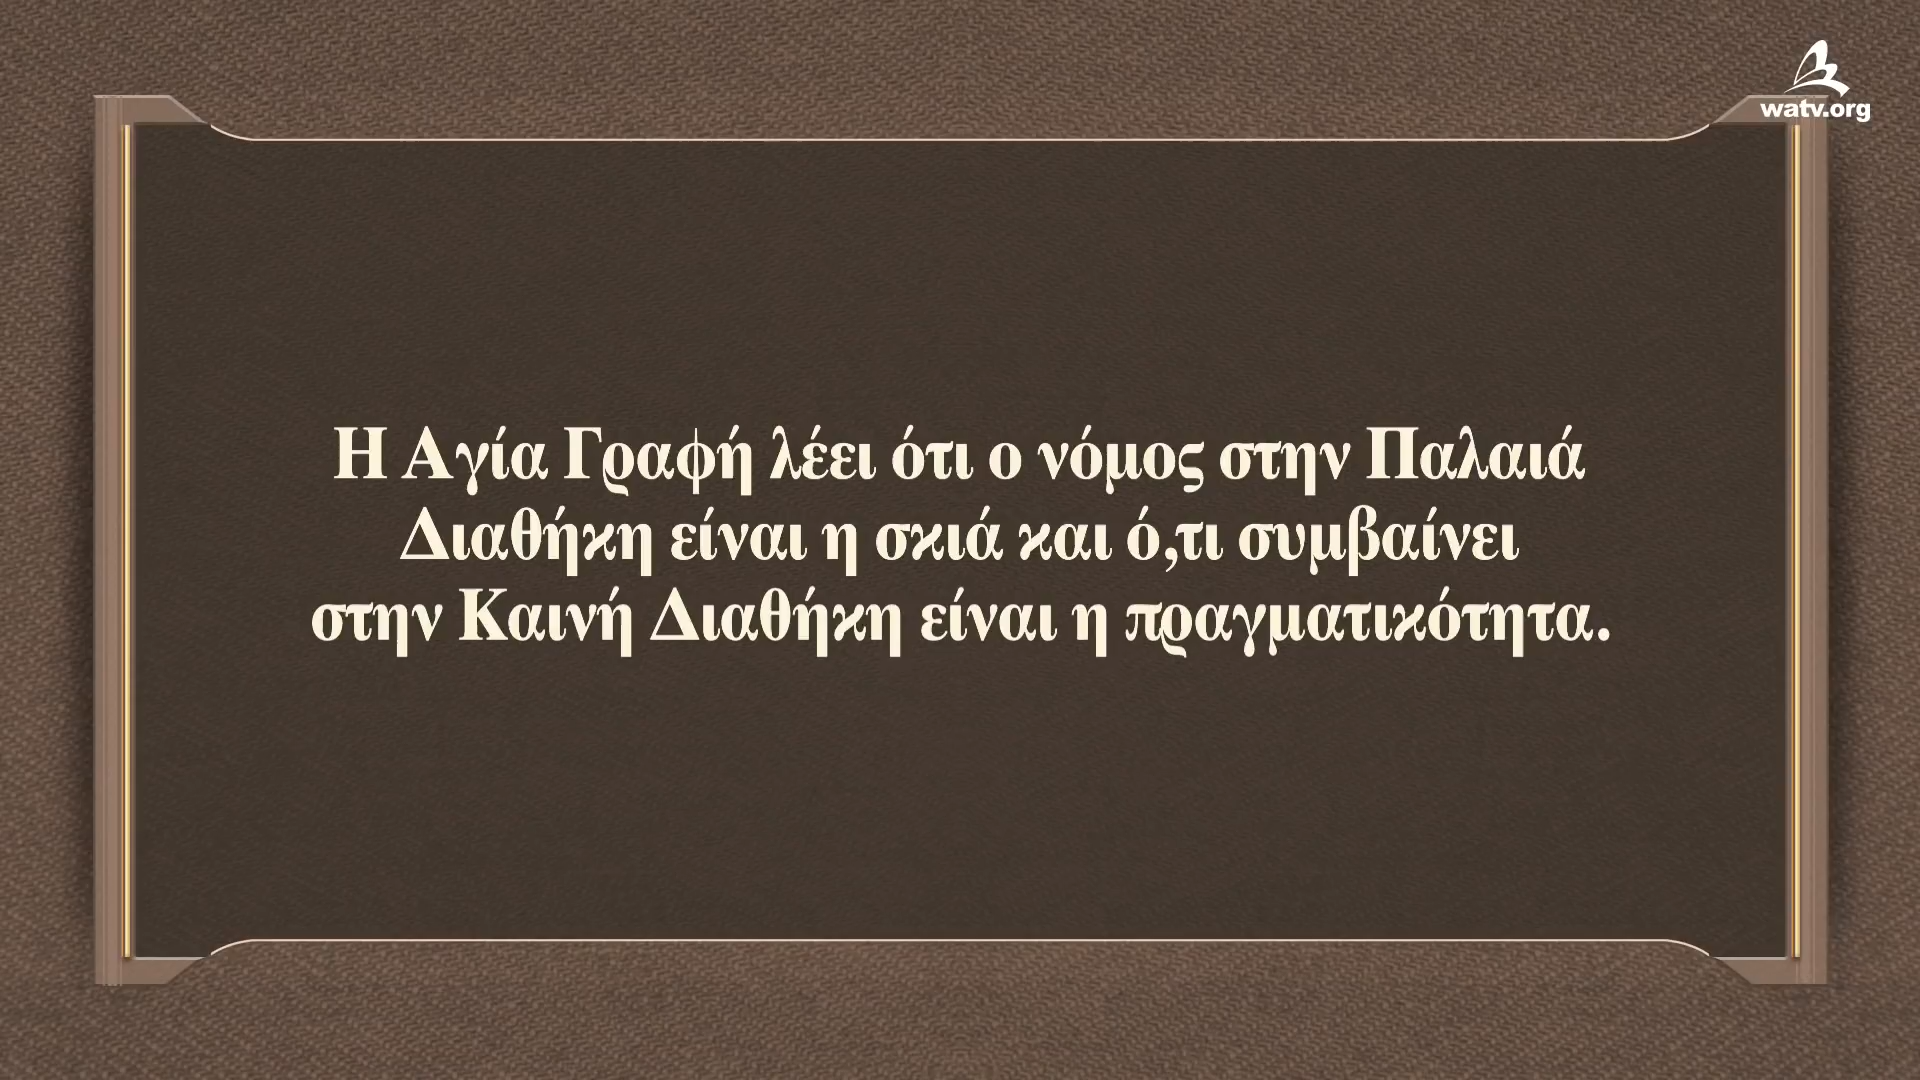 watv.org
Η Αγία Γραφή λέει ότι ο νόμος στην Παλαιά
Διαθήκη είναι η σκιά και ό,τι συμβαίνει
στην Καινή Διαθήκη είναι η πραγματικότητα.